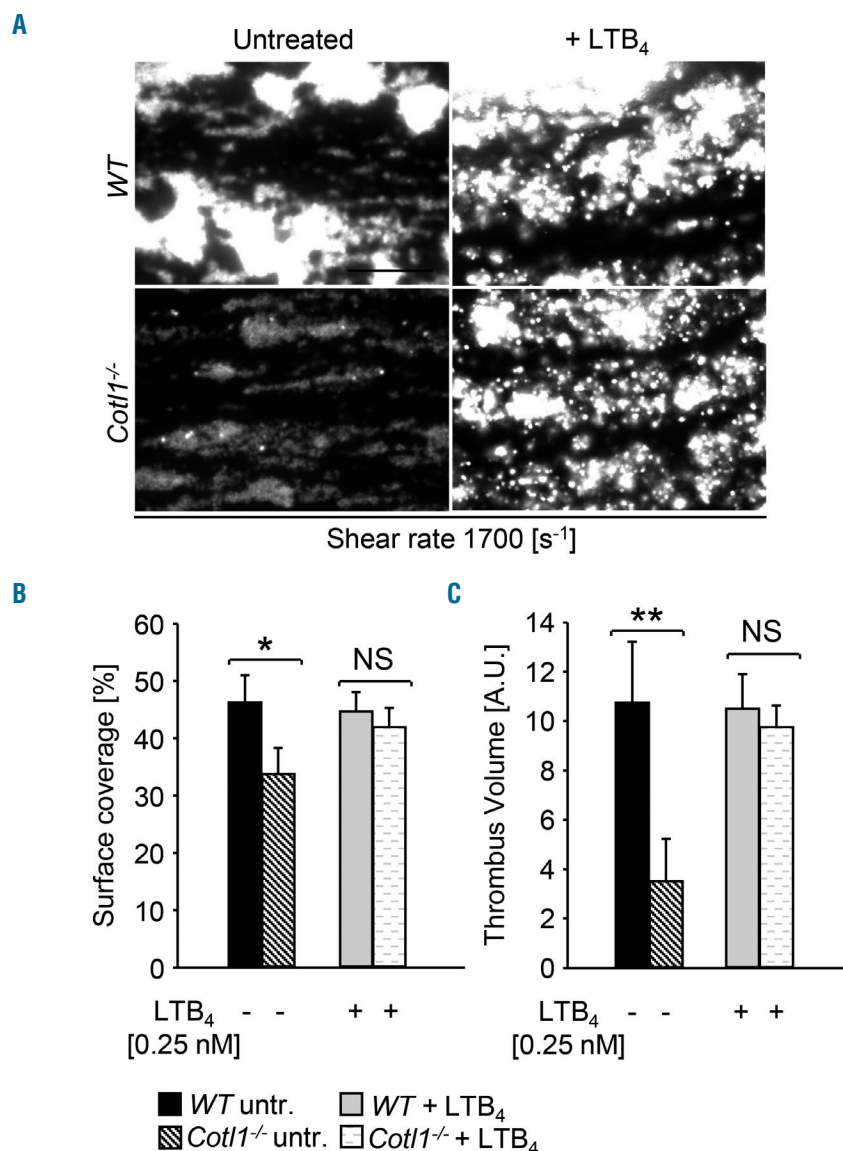 A
Untreated
+ LTB₄
WT
Cotl1⁻/⁻
Shear rate 1700 [s⁻¹]
B
Surface coverage [%]
60
50
40
30
60
10
0
*
NS
LTB₄ - - + +
[0.25 nM]
C
Thrombus Volume [A.U.]
14
12
10
8
6
4
2
0
**
NS
LTB₄ - - + +
[0.25 nM]
WT untr. WT + LTB₄
Cotl1⁻/⁻ untr. Cotl1⁻/⁻ + LTB₄